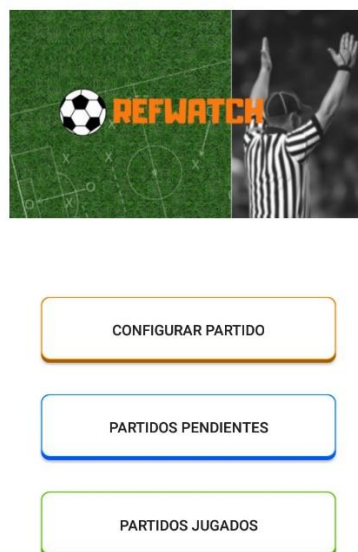 REFWATCH
CONFIGURAR PARTIDO
PARTIDOS PENDIENTES
PARTIDOS JUGADOS